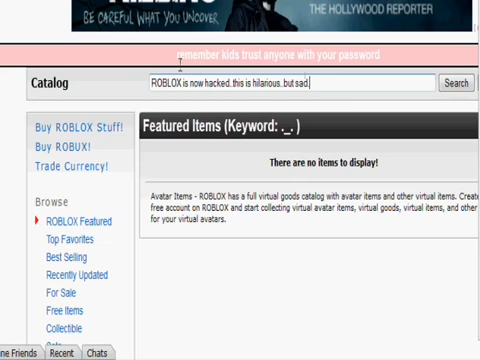 BE CAREFUL WHAT YOU UNCOVER
THE HOLLYWOOD REPORTER
remember kids trust anyone with your password
Catalog
ROBLOX is now hacked..this is hilarious..but sad.
Search
Buy ROBLOX Stuff!
Buy ROBUX!
Trade Currency!
Browse
ROBLOX Featured
Top Favorites
Best Selling
Recently Updated
For Sale
Free Items
Collectible
Featured Items (Keyword: ._. )
There are no items to display!
Avatar Items - ROBLOX has a full virtual goods catalog with avatar items and other virtual items. Create
free account on ROBLOX and start collecting virtual avatar items, virtual goods, virtual items, and other
for your virtual avatars.
ne Friends
Recent
Chats